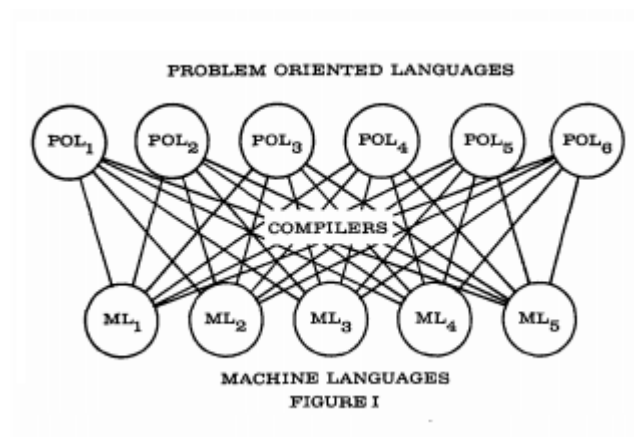 PROBLEM ORIENTED LANGUAGES
POL1 POL2 POL3 POL4 POL5 POL6
COMPILERS
ML1 ML2 ML3 ML4 ML5
MACHINE LANGUAGES
FIGURE I